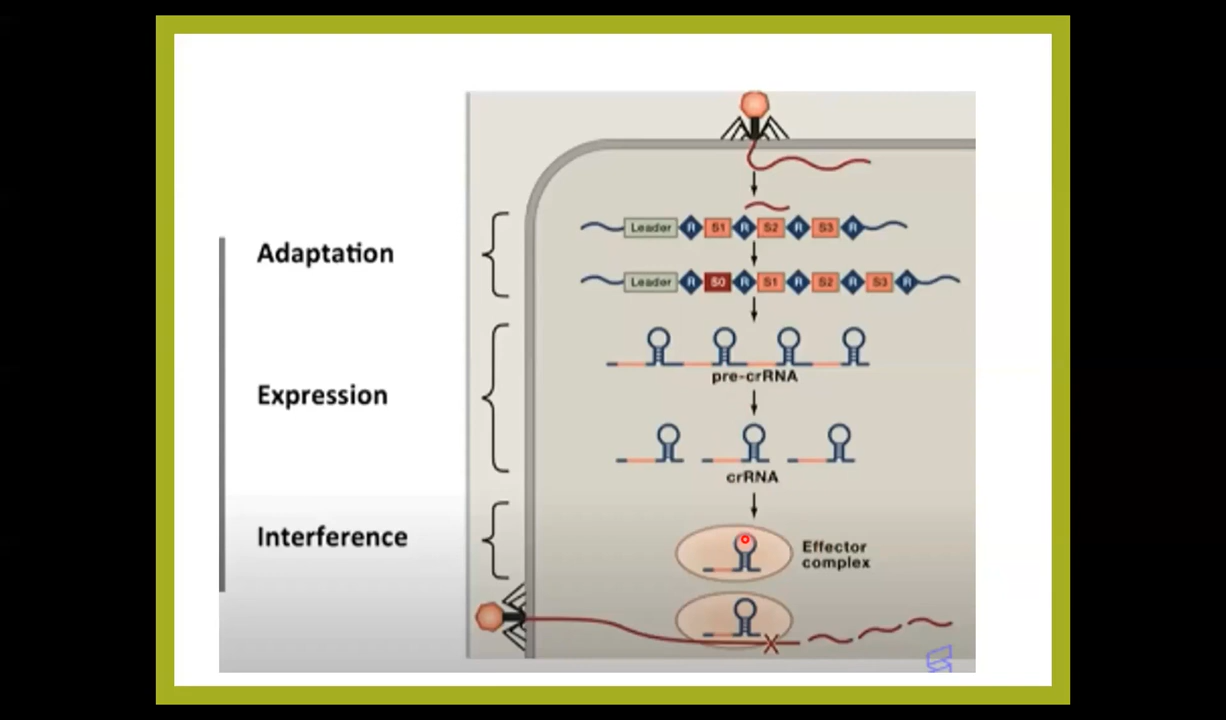 Adaptation
Expression
Interference
Leader R S1 R S2 R S3 R
Leader R S0 R S1 R S2 R S3 R
pre-crRNA
crRNA
Effector
complex
X